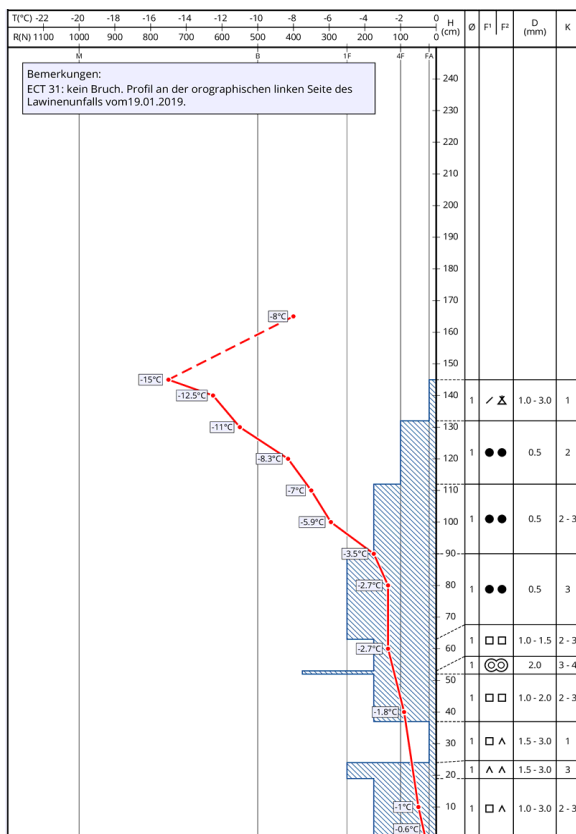 T(°C) -22 -20 -18 -16 -14 -12 -10 -8 -6 -4 -2 0 H (cm) Ø F¹ F² D (mm) K
R(N) 1100 1000 900 800 700 600 500 400 300 200 100 0
M B 1F 4F FA
Bemerkungen:
ECT 31: kein Bruch. Profil an der orographischen linken Seite des
Lawinenunfalls vom19.01.2019.
240
230
220
210
200
190
180
170
-8°C
160
150
-15°C
-12.5°C 140 1 1.0 - 3.0 1
-11°C 130
-8.3°C 120 1 0.5 2
-7°C 110
-5.9°C 100 1 0.5 2 - 3
-3.5°C 90
-2.7°C 80 1 0.5 3
70
1 1.0 - 1.5 2 - 3
-2.7°C 60
1 2.0 3 - 4
50
1 1.0 - 2.0 2 - 3
-1.8°C 40
30 1 1.5 - 3.0 1
20 1 1.5 - 3.0 3
-1°C 10 1 1.0 - 3.0 2 - 3
-0.6°C